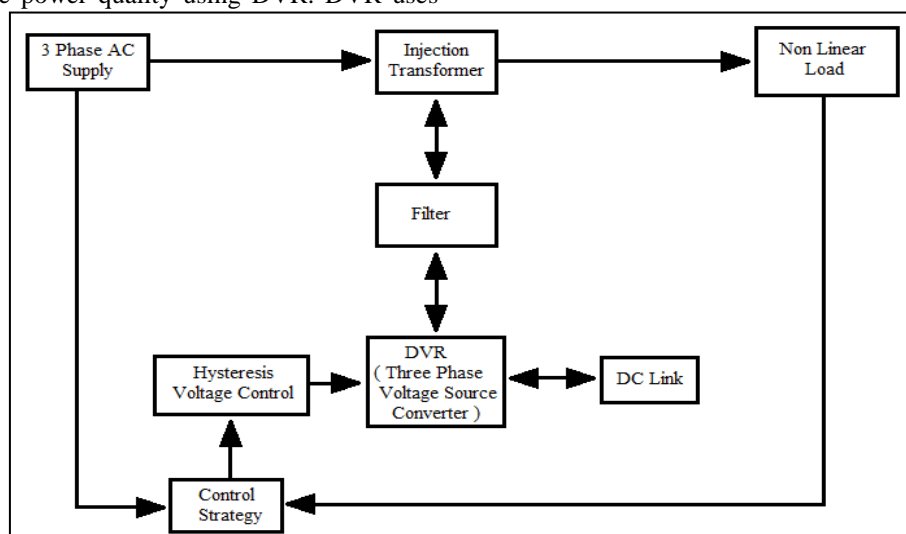 power quality using DVR. DVR uses
3 Phase AC
Supply
Injection
Transformer
Non Linear
Load
Filter
Hysteresis
Voltage Control
DVR
( Three Phase
Voltage Source
Converter )
DC Link
Control
Strategy